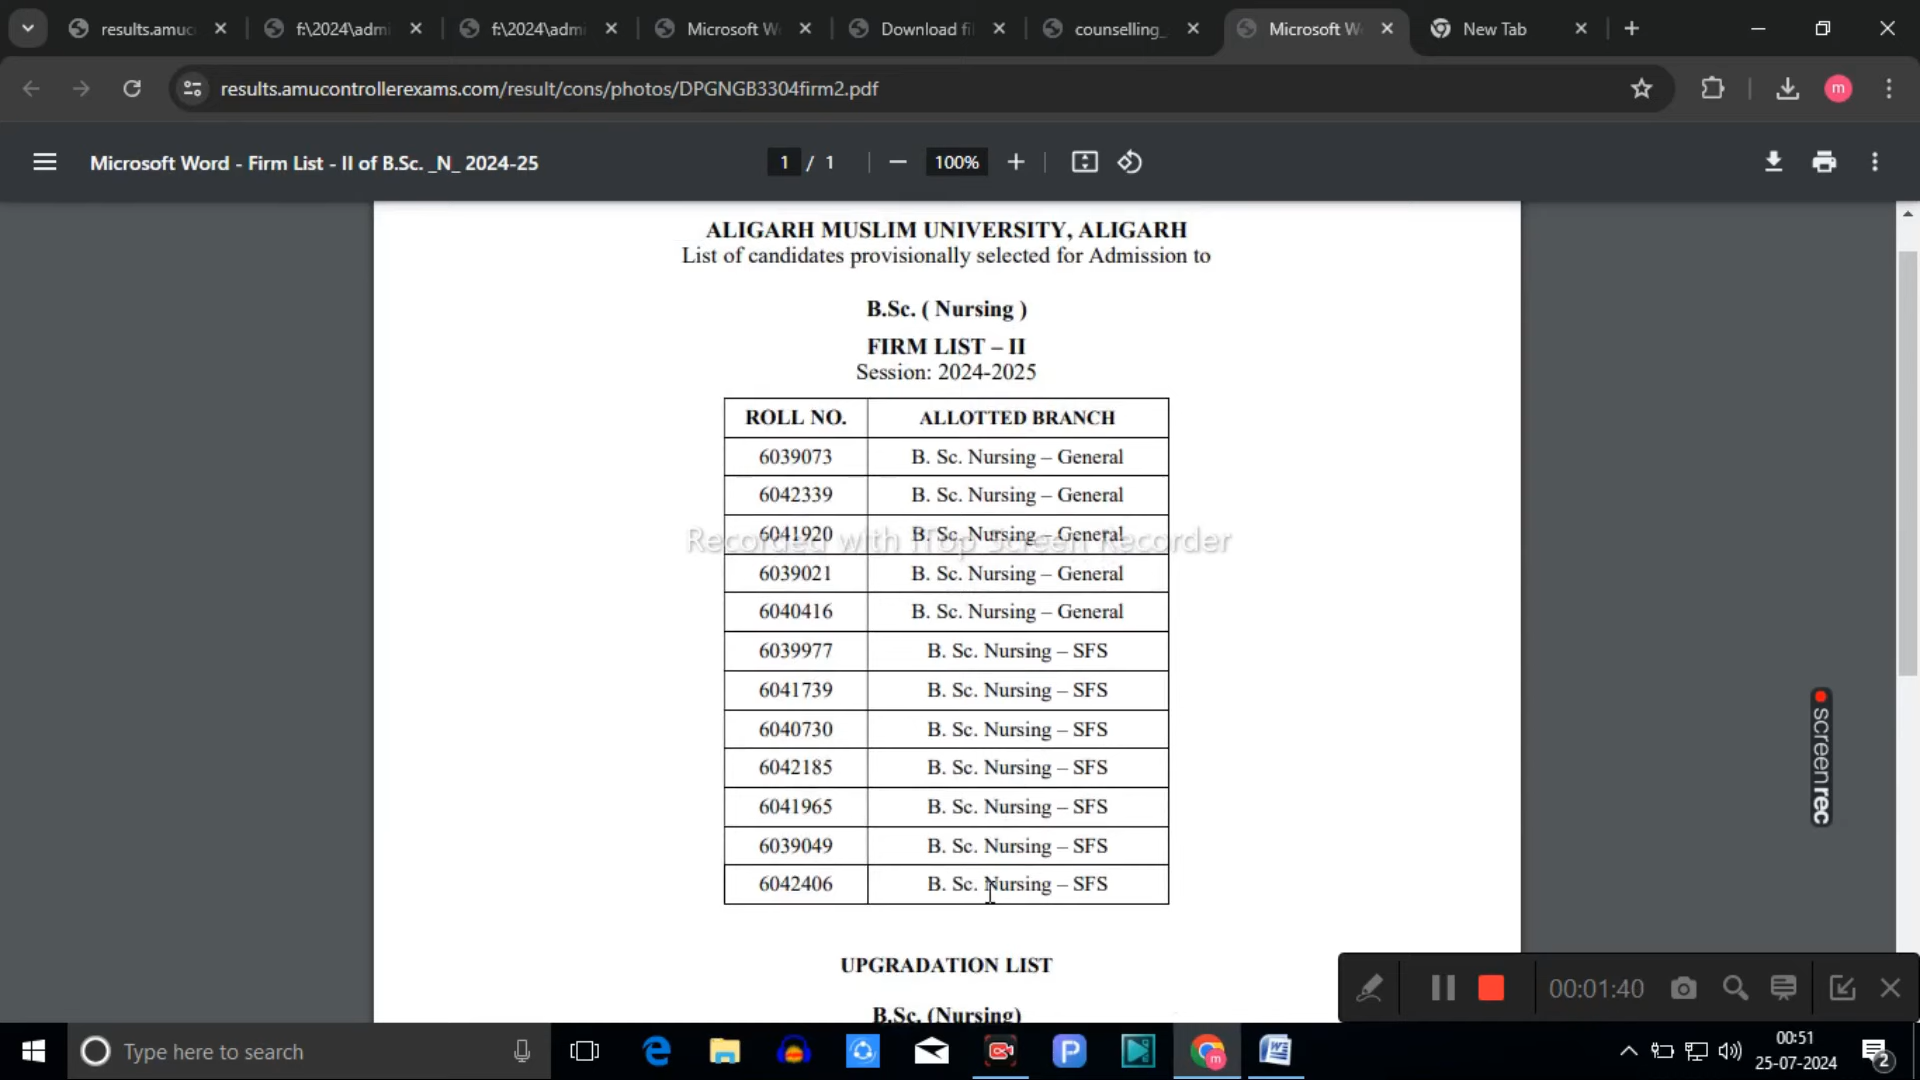 results.amuc
f:\2024\adm
f:\2024\adm
Microsoft W
Download fi
counselling_
Microsoft W
New Tab
results.amucontrollerexams.com/result/cons/photos/DPGNGB3304firm2.pdf
m
Microsoft Word - Firm List - II of B.Sc. _N_ 2024-25
1 / 1
100%
ALIGARH MUSLIM UNIVERSITY, ALIGARH
List of candidates provisionally selected for Admission to
B.Sc. ( Nursing )
FIRM LIST – II
Session: 2024-2025
ROLL NO. ALLOTTED BRANCH
6039073 B. Sc. Nursing – General
6042339 B. Sc. Nursing – General
6041920 B. Sc. Nursing – General
Recorded with iTop Screen Recorder
6039021 B. Sc. Nursing – General
6040416 B. Sc. Nursing – General
6039977 B. Sc. Nursing – SFS
6041739 B. Sc. Nursing – SFS
6040730 B. Sc. Nursing – SFS
6042185 B. Sc. Nursing – SFS
6041965 B. Sc. Nursing – SFS
6039049 B. Sc. Nursing – SFS
6042406 B. Sc. Nursing – SFS
screenrec
UPGRADATION LIST
B.Sc. (Nursing)
00:01:40
Type here to search
00:51
25-07-2024
2